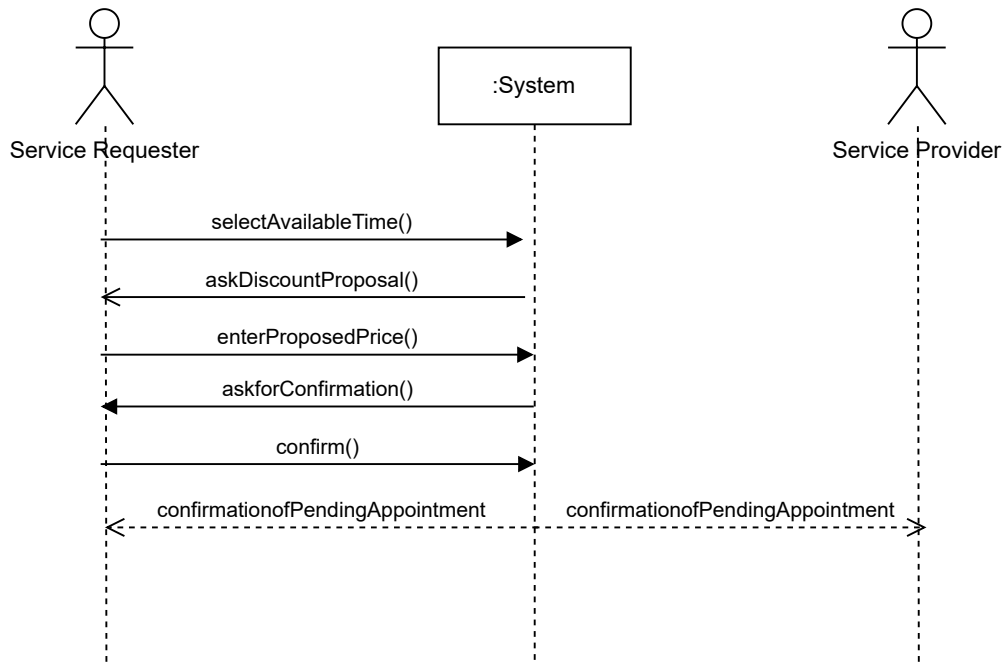 :System
Service Requester
Service Provider
selectAvailableTime()
askDiscountProposal()
enterProposedPrice()
askforConfirmation()
confirm()
confirmationofPendingAppointment
confirmationofPendingAppointment